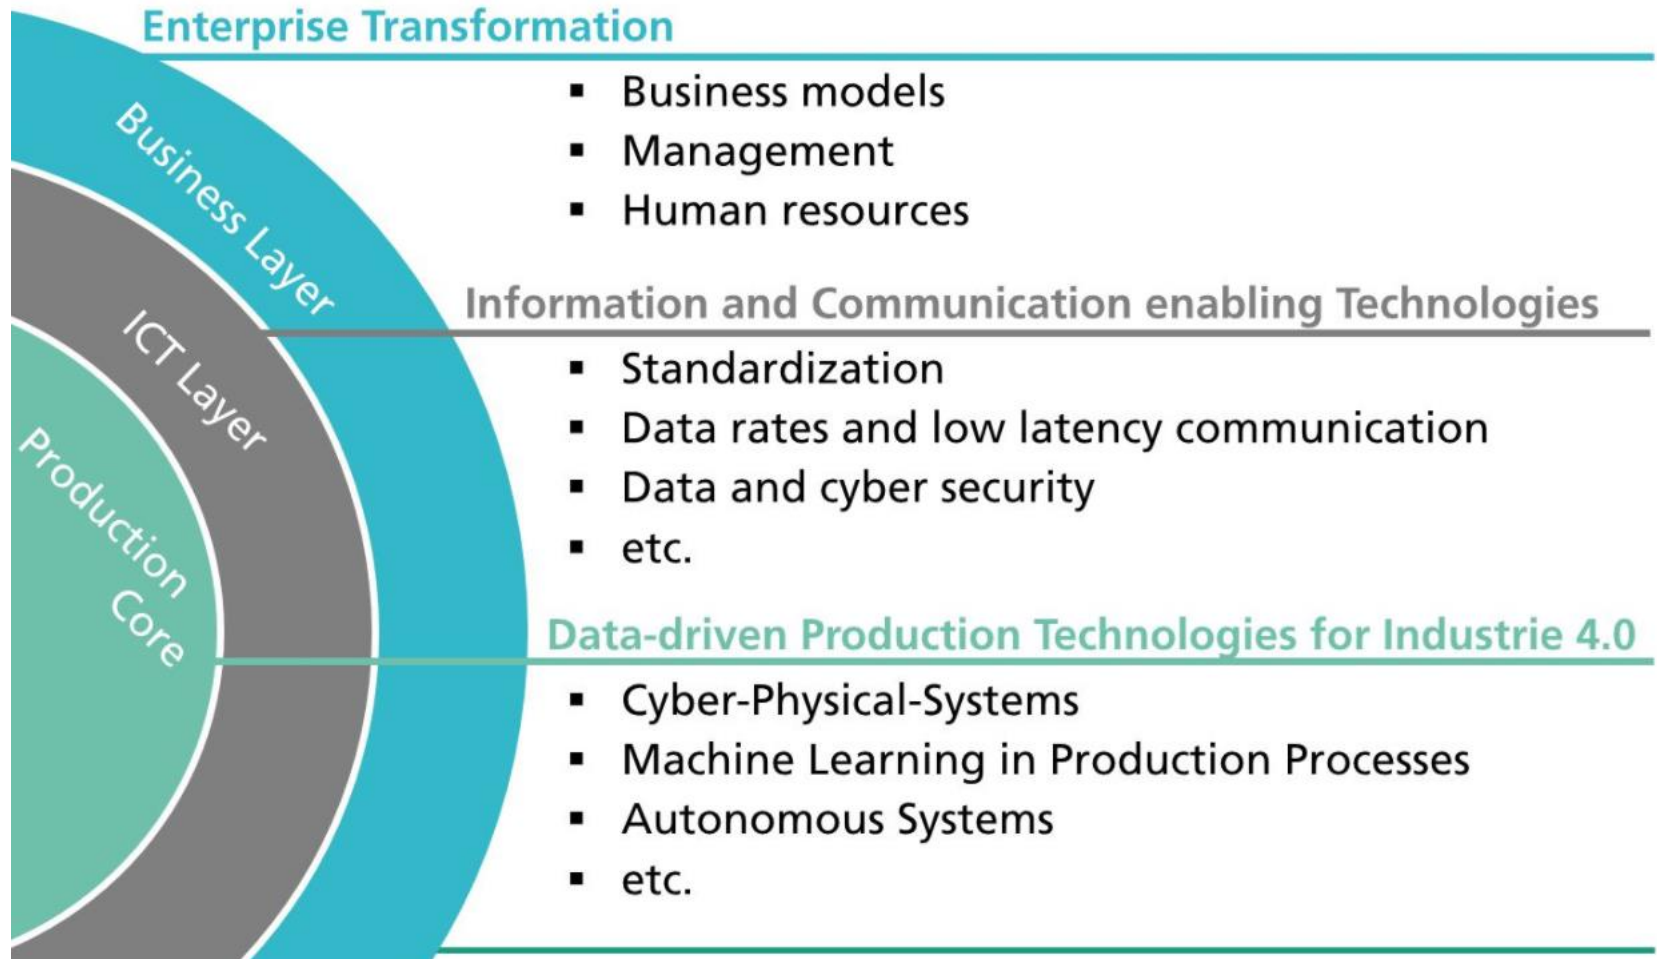 Enterprise Transformation
▪ Business models
▪ Management
▪ Human resources
Business Layer
Information and Communication enabling Technologies
▪ Standardization
▪ Data rates and low latency communication
▪ Data and cyber security
▪ etc.
ICT Layer
Data-driven Production Technologies for Industrie 4.0
▪ Cyber-Physical-Systems
▪ Machine Learning in Production Processes
▪ Autonomous Systems
▪ etc.
Production
Core